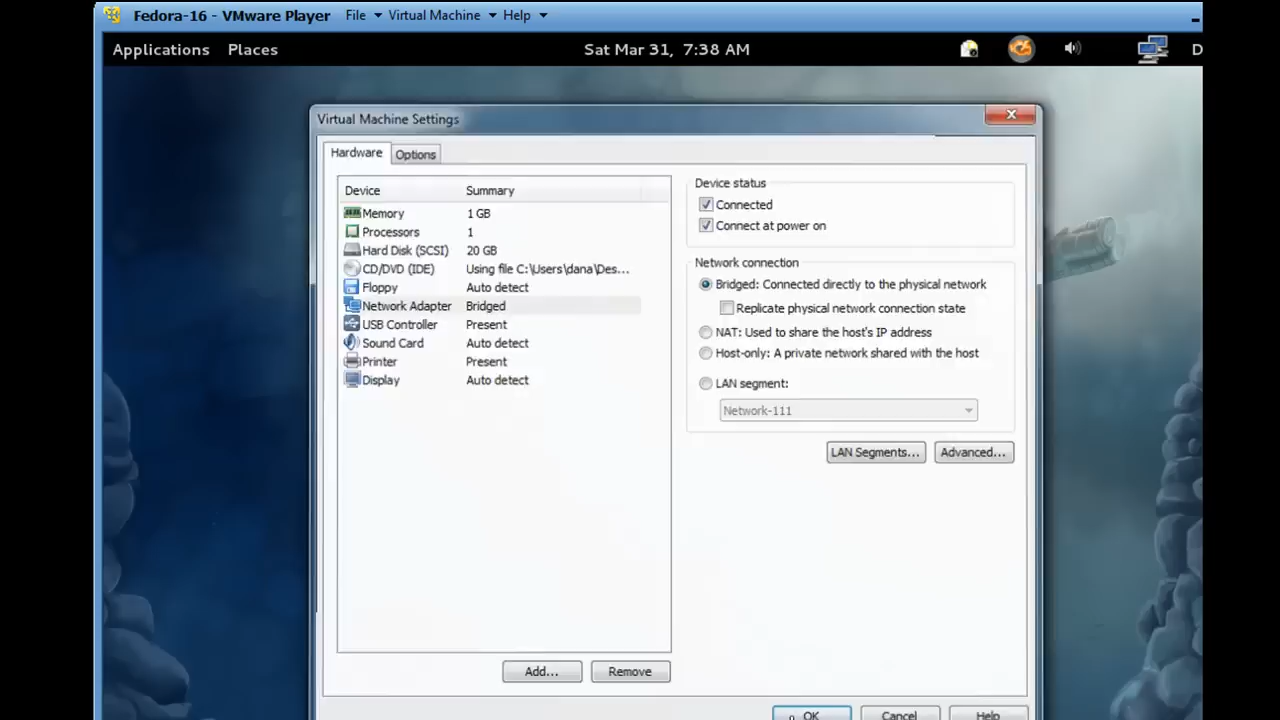 Fedora-16 - VMware Player File Virtual Machine Help
Applications Places Sat Mar 31, 7:38 AM D
Virtual Machine Settings
Hardware Options
Device Summary
Memory 1 GB
Processors 1
Hard Disk (SCSI) 20 GB
CD/DVD (IDE) Using file C:\Users\dana\Des...
Floppy Auto detect
Network Adapter Bridged
USB Controller Present
Sound Card Auto detect
Printer Present
Display Auto detect
Add... Remove
Device status
Connected
Connect at power on
Network connection
Bridged: Connected directly to the physical network
Replicate physical network connection state
NAT: Used to share the host's IP address
Host-only: A private network shared with the host
LAN segment:
Network-111
LAN Segments... Advanced...
OK Cancel Help